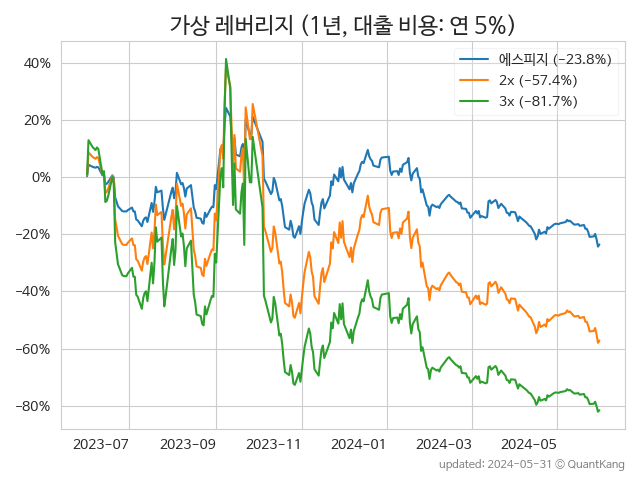 가상 레버리지 (1년, 대출 비용: 연 5%)
에스피지 (−23.8%)
2x (−57.4%)
3x (−81.7%)
40%
20%
0%
−20%
−40%
−60%
−80%
2023-07
2023-09
2023-11
2024-01
2024-03
2024-05
updated: 2024-05-31 © QuantKang